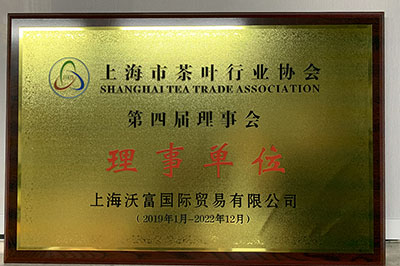 上海市茶叶行业协会
SHANGHAI TEA TRADE ASSOCIATION
第四届理事会
理事单位
上海沃富国际贸易有限公司
(2019年1月-2022年12月)